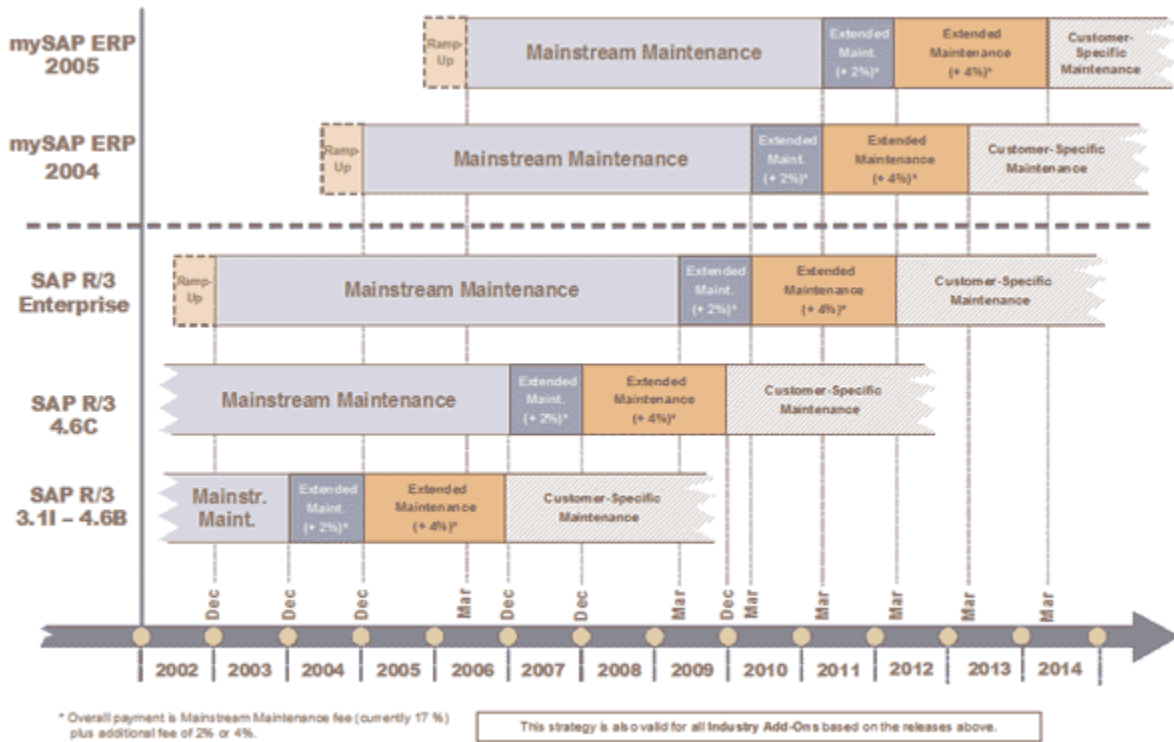 mySAP ERP
2005
Ramp-
Up
Mainstream Maintenance
Extended
Maint.
(+ 2%)*
Extended
Maintenance
(+ 4%)*
Customer-
Specific
Maintenance
mySAP ERP
2004
Ramp-
Up
Mainstream Maintenance
Extended
Maint.
(+ 2%)*
Extended
Maintenance
(+ 4%)*
Customer-Specific
Maintenance
SAP R/3
Enterprise
Ramp-
Up
Mainstream Maintenance
Extended
Maint.
(+ 2%)*
Extended
Maintenance
(+ 4%)*
Customer-Specific
Maintenance
SAP R/3
4.6C
Mainstream Maintenance
Extended
Maint.
(+ 2%)*
Extended
Maintenance
(+ 4%)*
Customer-Specific
Maintenance
SAP R/3
3.1I – 4.6B
Mainstr.
Maint.
Extended
Maint.
(+ 2%)*
Extended
Maintenance
(+ 4%)*
Customer-Specific
Maintenance
Dec
Dec
Dec
Mar
Dec
Dec
Mar
Dec
Mar
Mar
Mar
Mar
Mar
2002
2003
2004
2005
2006
2007
2008
2009
2010
2011
2012
2013
2014
* Overall payment is Mainstream Maintenance fee (currently 17 %)
plus additional fee of 2% or 4%.
This strategy is also valid for all Industry Add-Ons based on the releases above.